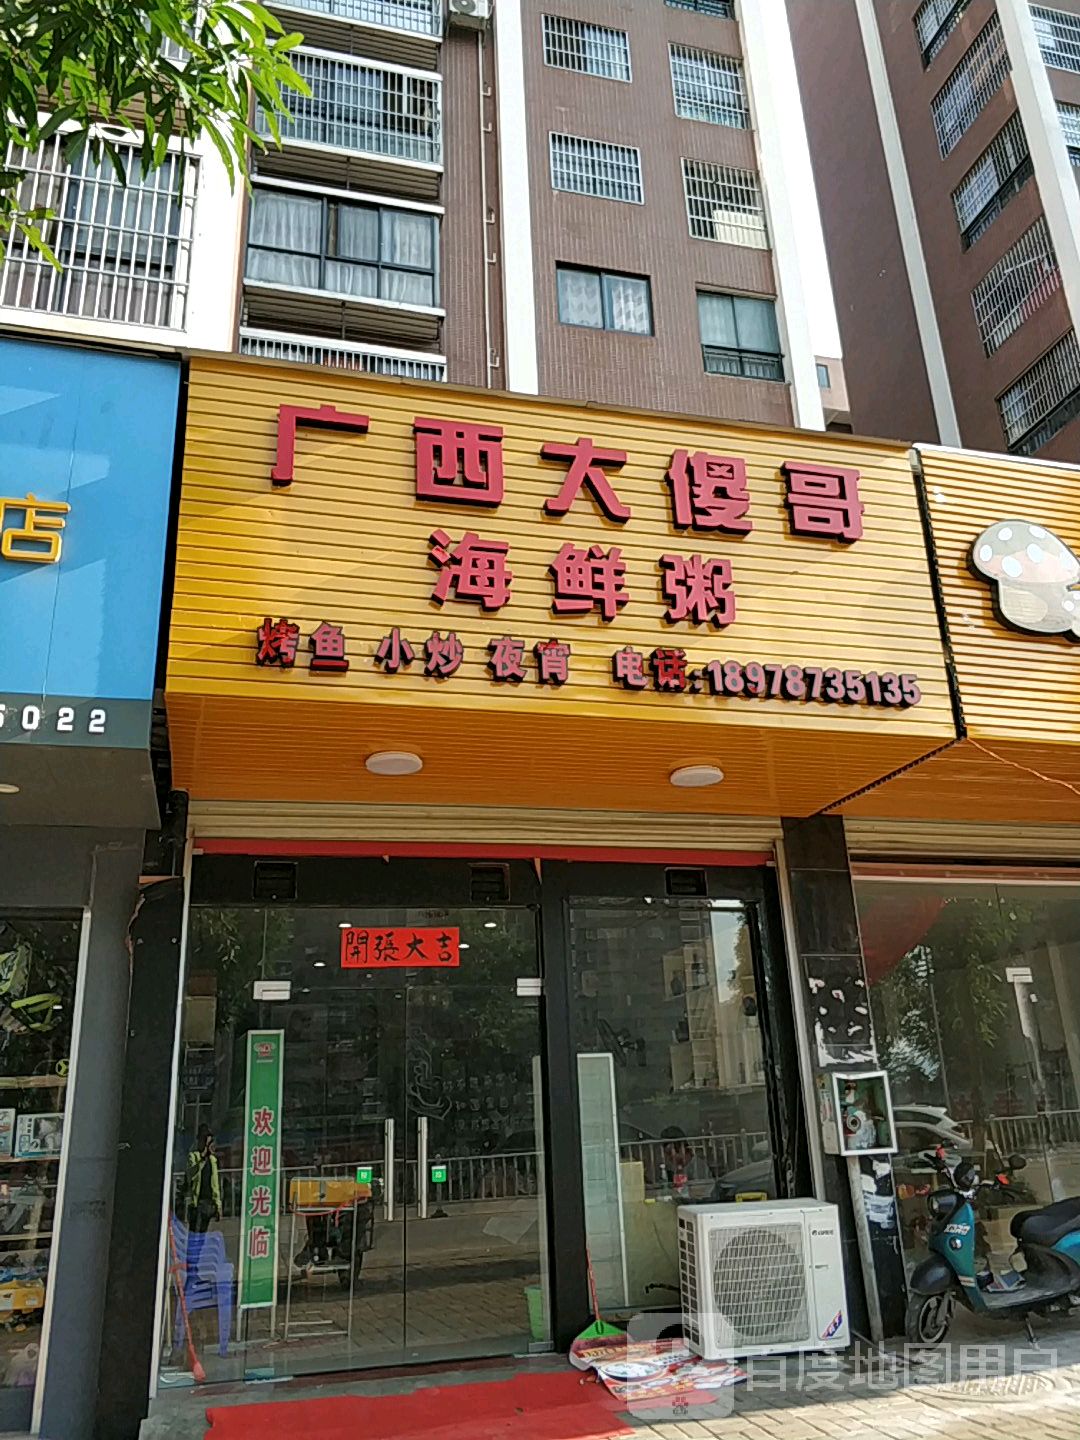 广西大傻哥
海鲜粥
烤鱼 小炒 夜宵 电话:18978735135
店
5022
開張大吉
欢迎光临
百度地图用户